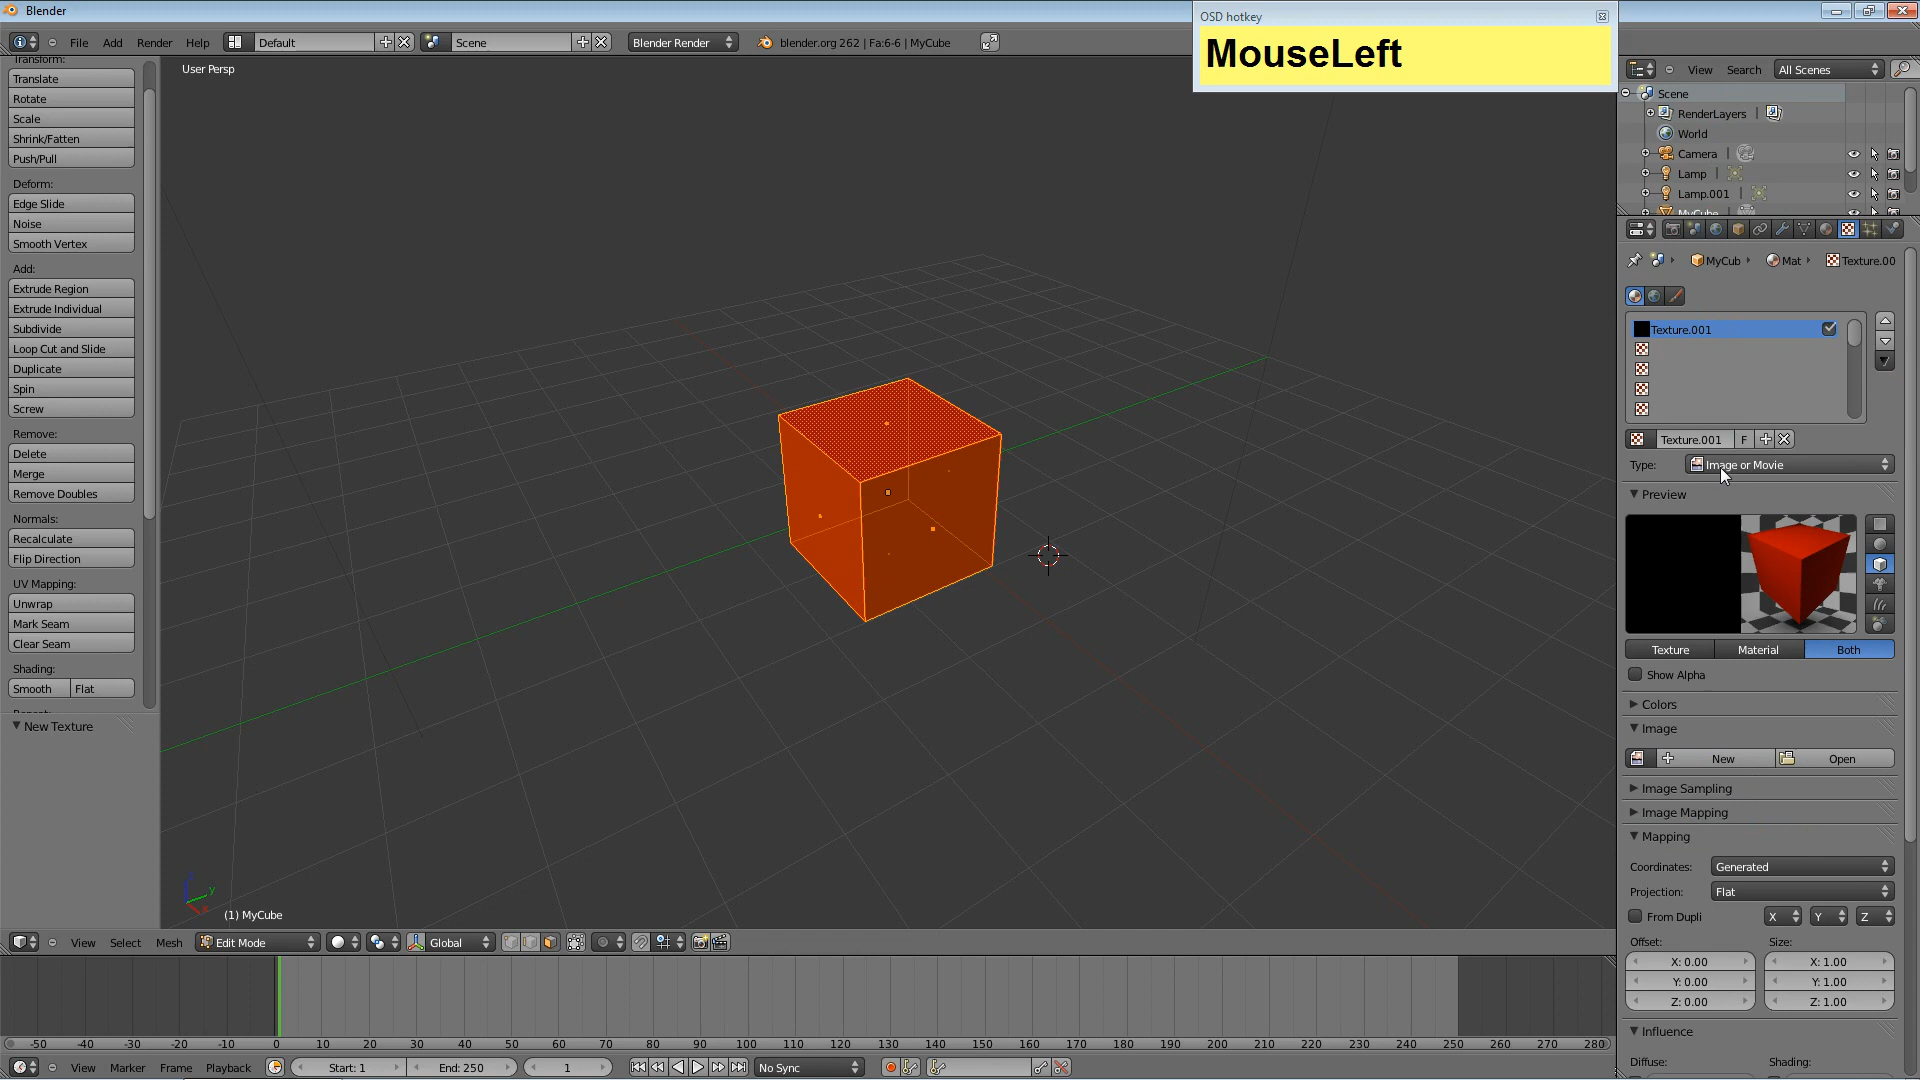 Blender
OSD hotkey
MouseLeft
File Add Render Help Default Scene Blender Render blender.org 262 | Fa:6-6 | MyCube
View Search All Scenes
User Persp
Transform:
Translate
Rotate
Scale
Shrink/Fatten
Push/Pull
Deform:
Edge Slide
Noise
Smooth Vertex
Add:
Extrude Region
Extrude Individual
Subdivide
Loop Cut and Slide
Duplicate
Spin
Screw
Remove:
Delete
Merge
Remove Doubles
Normals:
Recalculate
Flip Direction
UV Mapping:
Unwrap
Mark Seam
Clear Seam
Shading:
Smooth Flat
New Texture
Scene
RenderLayers |
World
Camera |
Lamp |
Lamp.001 |
MyCube |
MyCub Mat Texture.00
Texture.001
Texture.001 F
Type: Image or Movie
Preview
Texture Material Both
Show Alpha
Colors
Image
New Open
Image Sampling
Image Mapping
Mapping
Coordinates: Generated
Projection: Flat
From Dupli X Y Z
Offset: Size:
X: 0.00 X: 1.00
Y: 0.00 Y: 1.00
Z: 0.00 Z: 1.00
Influence
Diffuse: Shading:
z y x
(1) MyCube
View Select Mesh Edit Mode Global
-50 -40 -30 -20 -10 0 10 20 30 40 50 60 70 80 90 100 110 120 130 140 150 160 170 180 190 200 210 220 230 240 250 260 270 280
View Marker Frame Playback Start: 1 End: 250 1 No Sync